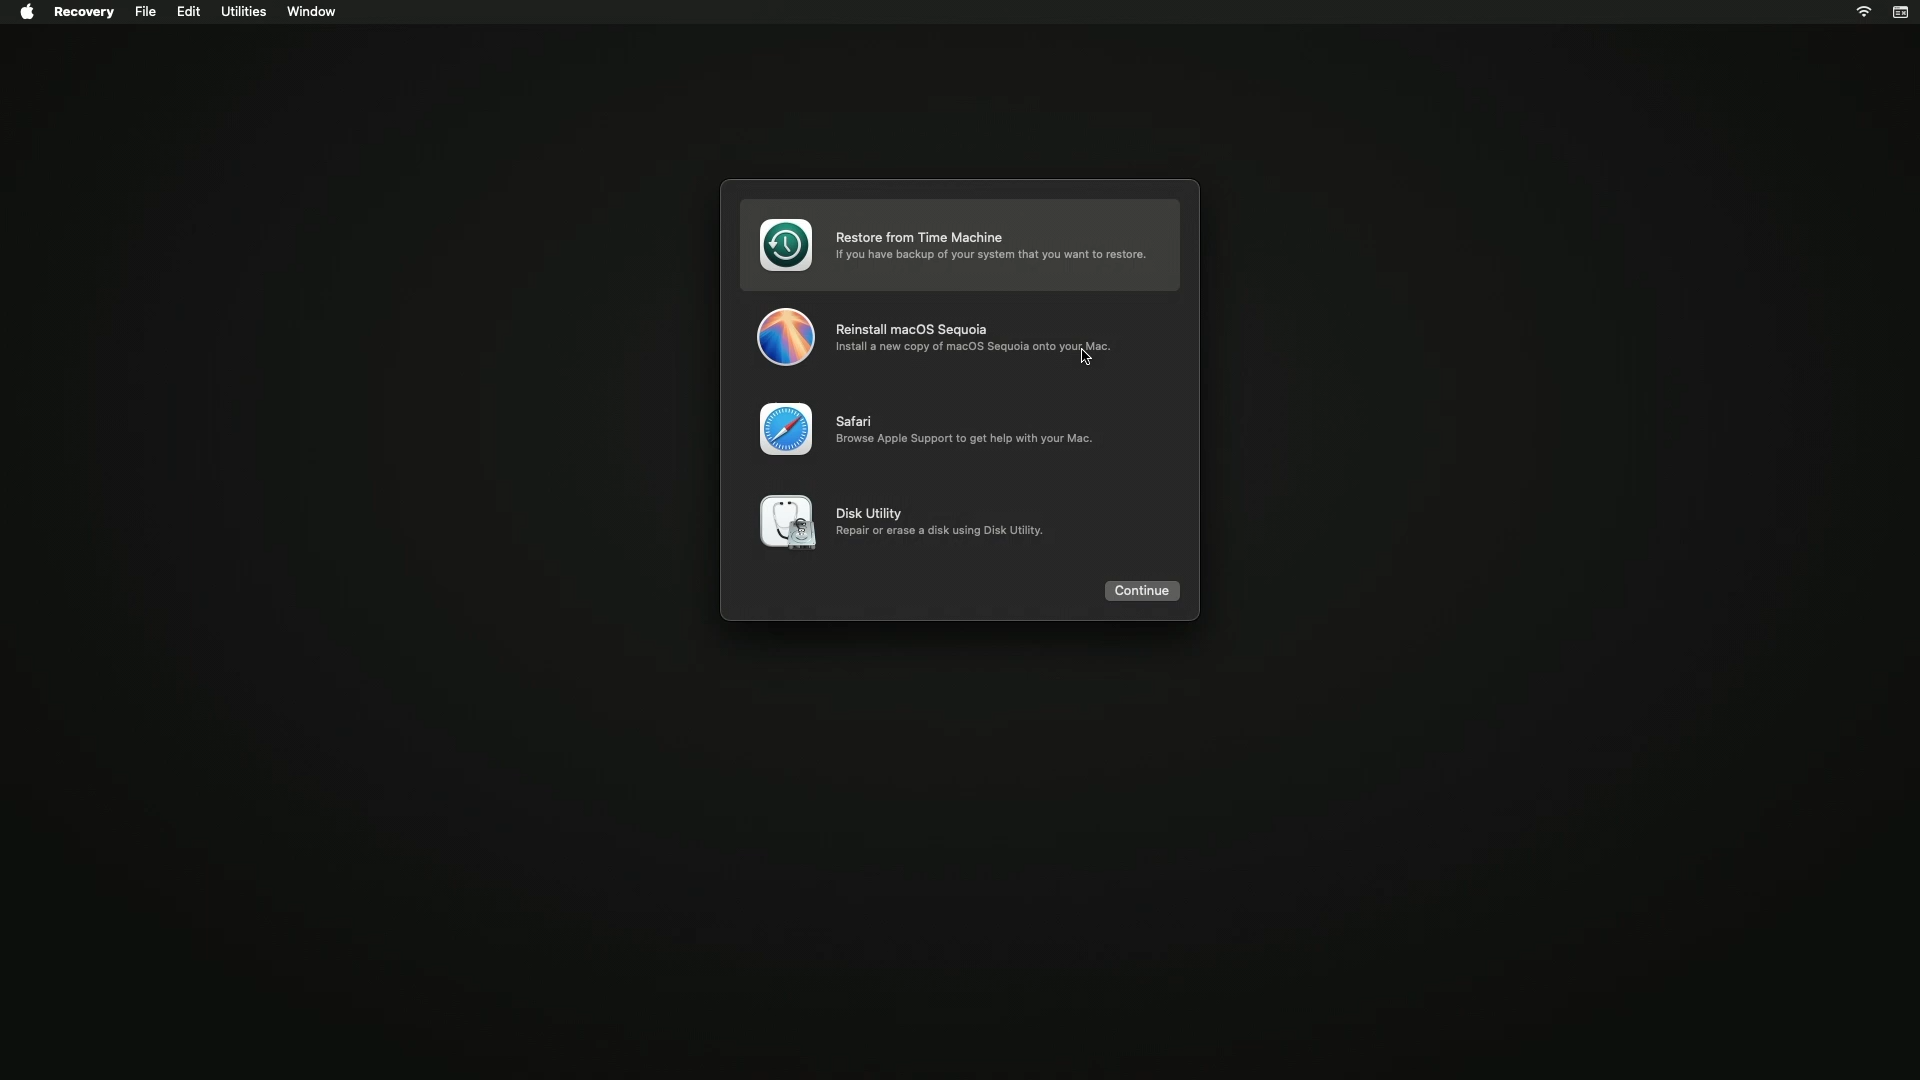 Recovery File Edit Utilities Window
Restore from Time Machine
If you have backup of your system that you want to restore.
Reinstall macOS Sequoia
Install a new copy of macOS Sequoia onto your Mac.
Safari
Browse Apple Support to get help with your Mac.
Disk Utility
Repair or erase a disk using Disk Utility.
Continue